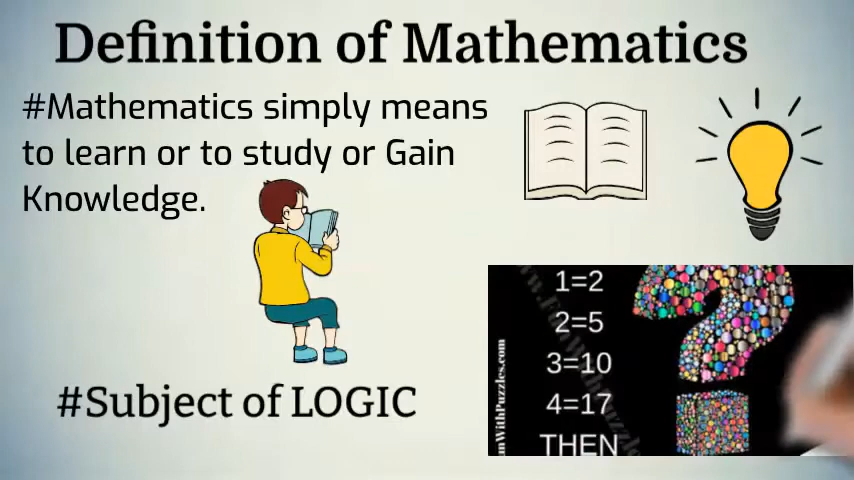 Definition of Mathematics
#Mathematics simply means
to learn or to study or Gain
Knowledge.
#Subject of LOGIC
1=2
2=5
3=10
4=17
THEN